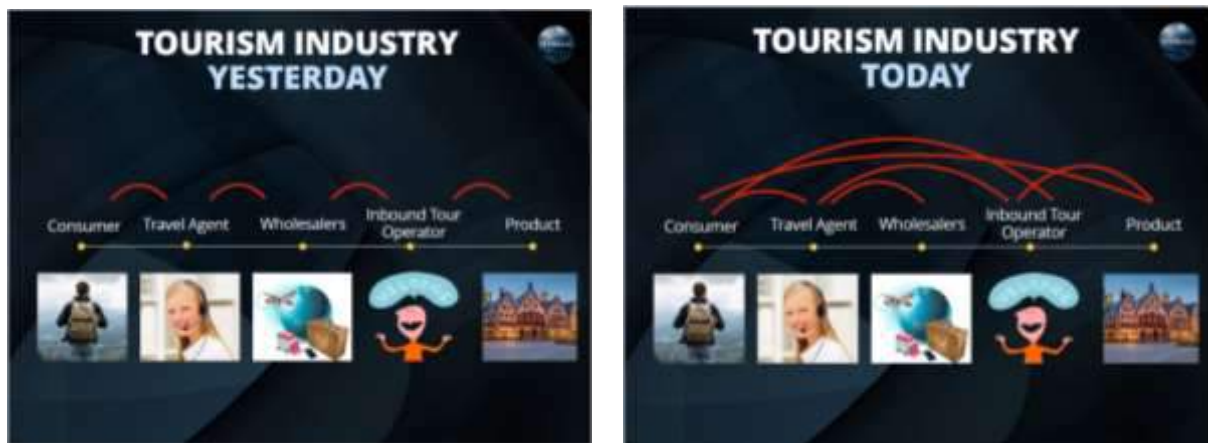 TOURISM INDUSTRY
YESTERDAY
Consumer
Travel Agent
Wholesalers
Inbound Tour
Operator
Product
TOURISM INDUSTRY
TODAY
Consumer
Travel Agent
Wholesalers
Inbound Tour
Operator
Product